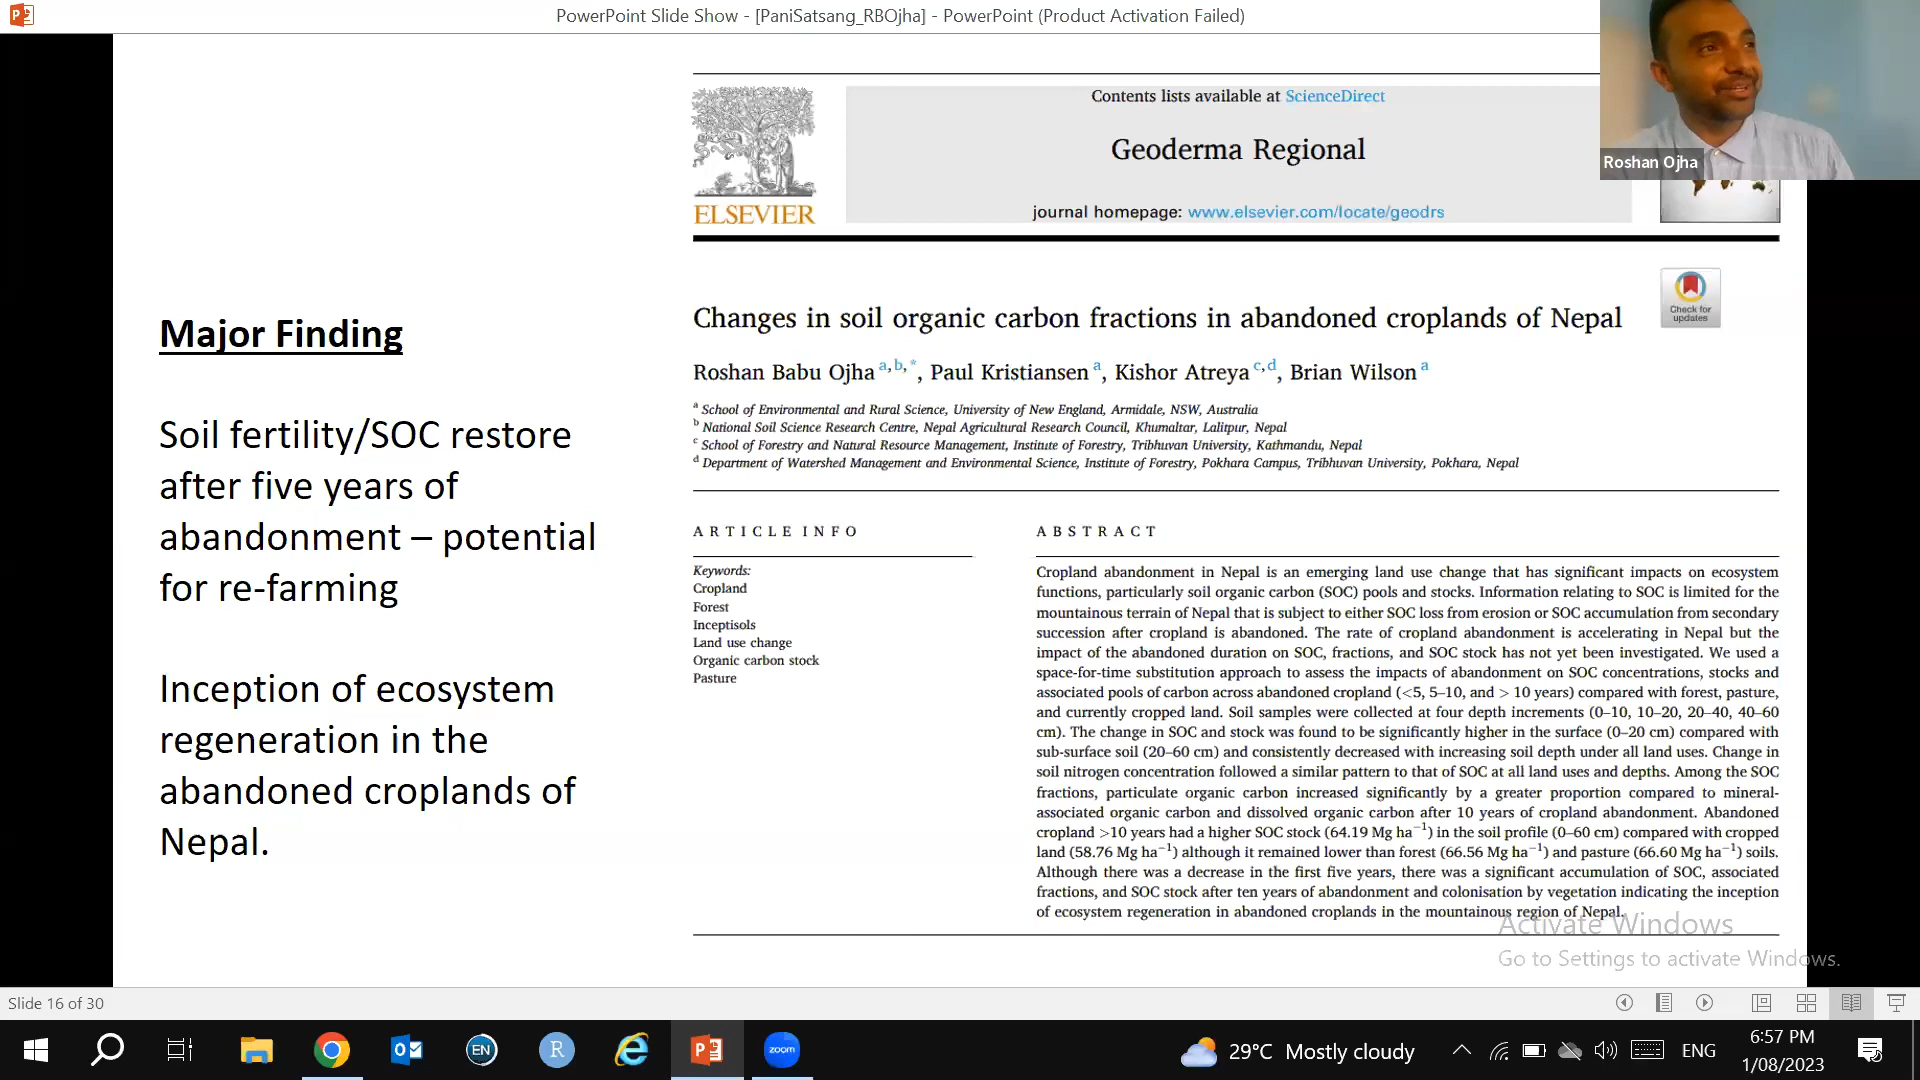 PowerPoint Slide Show - [PaniSatsang_RBOjha] - PowerPoint (Product Activation Failed)
Roshan Ojha
Contents lists available at ScienceDirect
Geoderma Regional
journal homepage: www.elsevier.com/locate/geodrs
ELSEVIER
Check for
updates
Changes in soil organic carbon fractions in abandoned croplands of Nepal
Roshan Babu Ojha a,b,*, Paul Kristiansen a, Kishor Atreya c,d, Brian Wilson a
a School of Environmental and Rural Science, University of New England, Armidale, NSW, Australia
b National Soil Science Research Centre, Nepal Agricultural Research Council, Khumaltar, Lalitpur, Nepal
c School of Forestry and Natural Resource Management, Institute of Forestry, Tribhuvan University, Kathmandu, Nepal
d Department of Watershed Management and Environmental Science, Institute of Forestry, Pokhara Campus, Tribhuvan University, Pokhara, Nepal
Major Finding
Soil fertility/SOC restore
after five years of
abandonment – potential
for re-farming
Inception of ecosystem
regeneration in the
abandoned croplands of
Nepal.
ARTICLE INFO
Keywords:
Cropland
Forest
Inceptisols
Land use change
Organic carbon stock
Pasture
ABSTRACT
Cropland abandonment in Nepal is an emerging land use change that has significant impacts on ecosystem
functions, particularly soil organic carbon (SOC) pools and stocks. Information relating to SOC is limited for the
mountainous terrain of Nepal that is subject to either SOC loss from erosion or SOC accumulation from secondary
succession after cropland is abandoned. The rate of cropland abandonment is accelerating in Nepal but the
impact of the abandoned duration on SOC, fractions, and SOC stock has not yet been investigated. We used a
space-for-time substitution approach to assess the impacts of abandonment on SOC concentrations, stocks and
associated pools of carbon across abandoned cropland (<5, 5–10, and > 10 years) compared with forest, pasture,
and currently cropped land. Soil samples were collected at four depth increments (0–10, 10–20, 20–40, 40–60
cm). The change in SOC and stock was found to be significantly higher in the surface (0–20 cm) compared with
sub-surface soil (20–60 cm) and consistently decreased with increasing soil depth under all land uses. Change in
soil nitrogen concentration followed a similar pattern to that of SOC at all land uses and depths. Among the SOC
fractions, particulate organic carbon increased significantly by a greater proportion compared to mineral-
associated organic carbon and dissolved organic carbon after 10 years of cropland abandonment. Abandoned
cropland >10 years had a higher SOC stock (64.19 Mg ha−1) in the soil profile (0–60 cm) compared with cropped
land (58.76 Mg ha−1) although it remained lower than forest (66.56 Mg ha−1) and pasture (66.60 Mg ha−1) soils.
Although there was a decrease in the first five years, there was a significant accumulation of SOC, associated
fractions, and SOC stock after ten years of abandonment and colonisation by vegetation indicating the inception
of ecosystem regeneration in abandoned croplands in the mountainous region of Nepal.
Activate Windows
Go to Settings to activate Windows.
Slide 16 of 30
EN
R
zoom
29°C Mostly cloudy
ENG
6:57 PM
1/08/2023